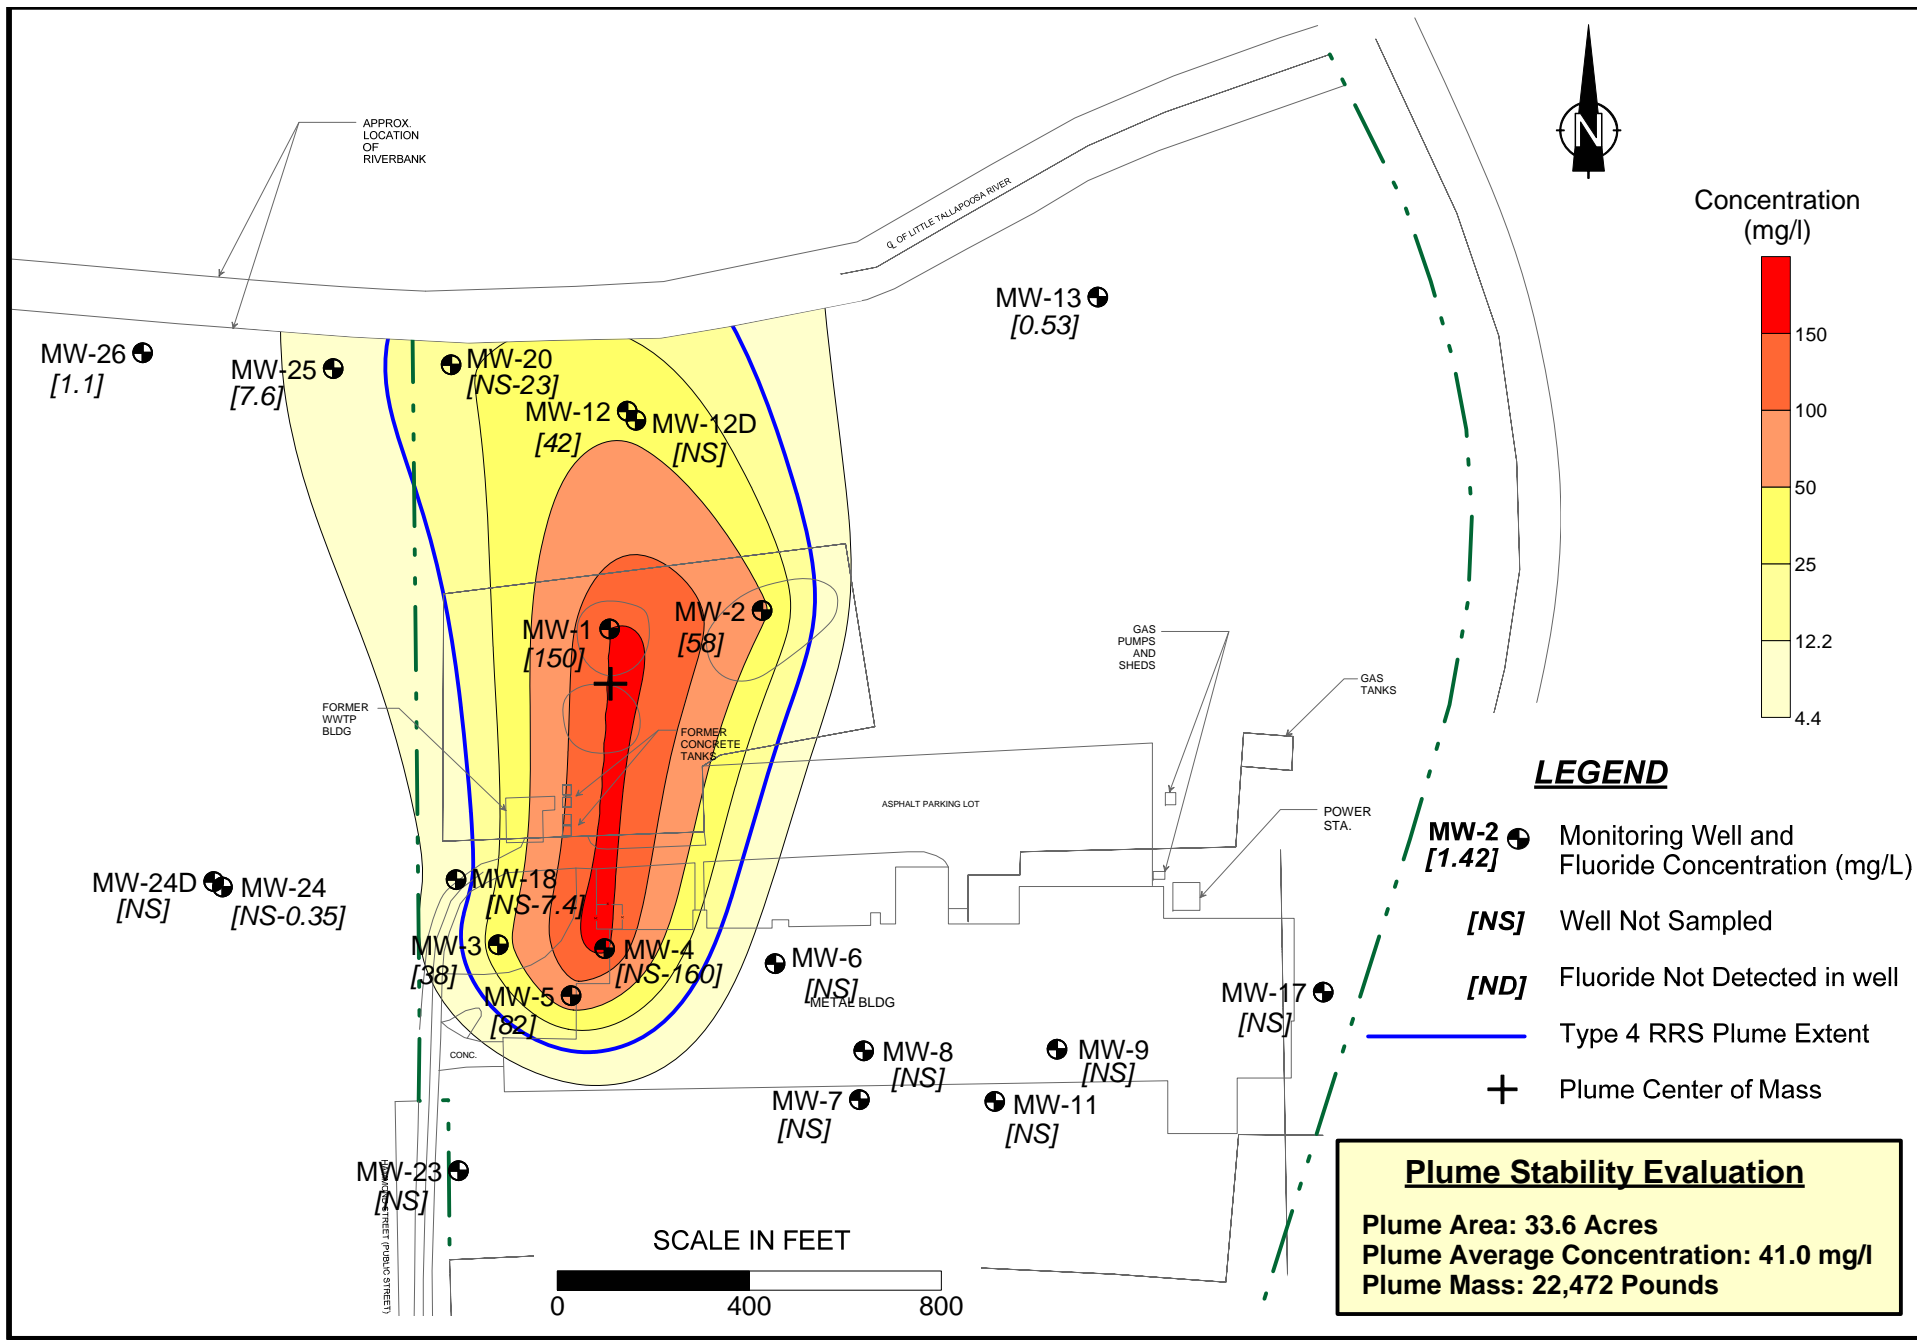 APPROX.
LOCATION
OF
RIVERBANK
℄ OF LITTLE TALLAPOOSA RIVER
N
Concentration
(mg/l)
150
100
50
25
12.2
4.4
MW-13
[0.53]
MW-26
[1.1]
MW-25
[7.6]
MW-20
[NS-23]
MW-12
[42]
MW-12D
[NS]
MW-2
[58]
MW-1
[150]
GAS
PUMPS
AND
SHEDS
GAS
TANKS
FORMER
WWTP
BLDG
FORMER
CONCRETE
TANKS
ASPHALT PARKING LOT
POWER
STA.
MW-24D
[NS]
MW-24
[NS-0.35]
MW-18
[NS-7.4]
MW-3
[38]
MW-4
[NS-160]
MW-5
[82]
MW-6
[NS]
METAL BLDG
MW-17
[NS]
CONC.
MW-8
[NS]
MW-9
[NS]
MW-7
[NS]
MW-11
[NS]
MW-23
[NS]
HAMMOND STREET (PUBLIC STREET)
SCALE IN FEET
0 400 800
LEGEND
MW-2
[1.42]
Monitoring Well and
Fluoride Concentration (mg/L)
[NS] Well Not Sampled
[ND] Fluoride Not Detected in well
Type 4 RRS Plume Extent
Plume Center of Mass
Plume Stability Evaluation
Plume Area: 33.6 Acres
Plume Average Concentration: 41.0 mg/l
Plume Mass: 22,472 Pounds